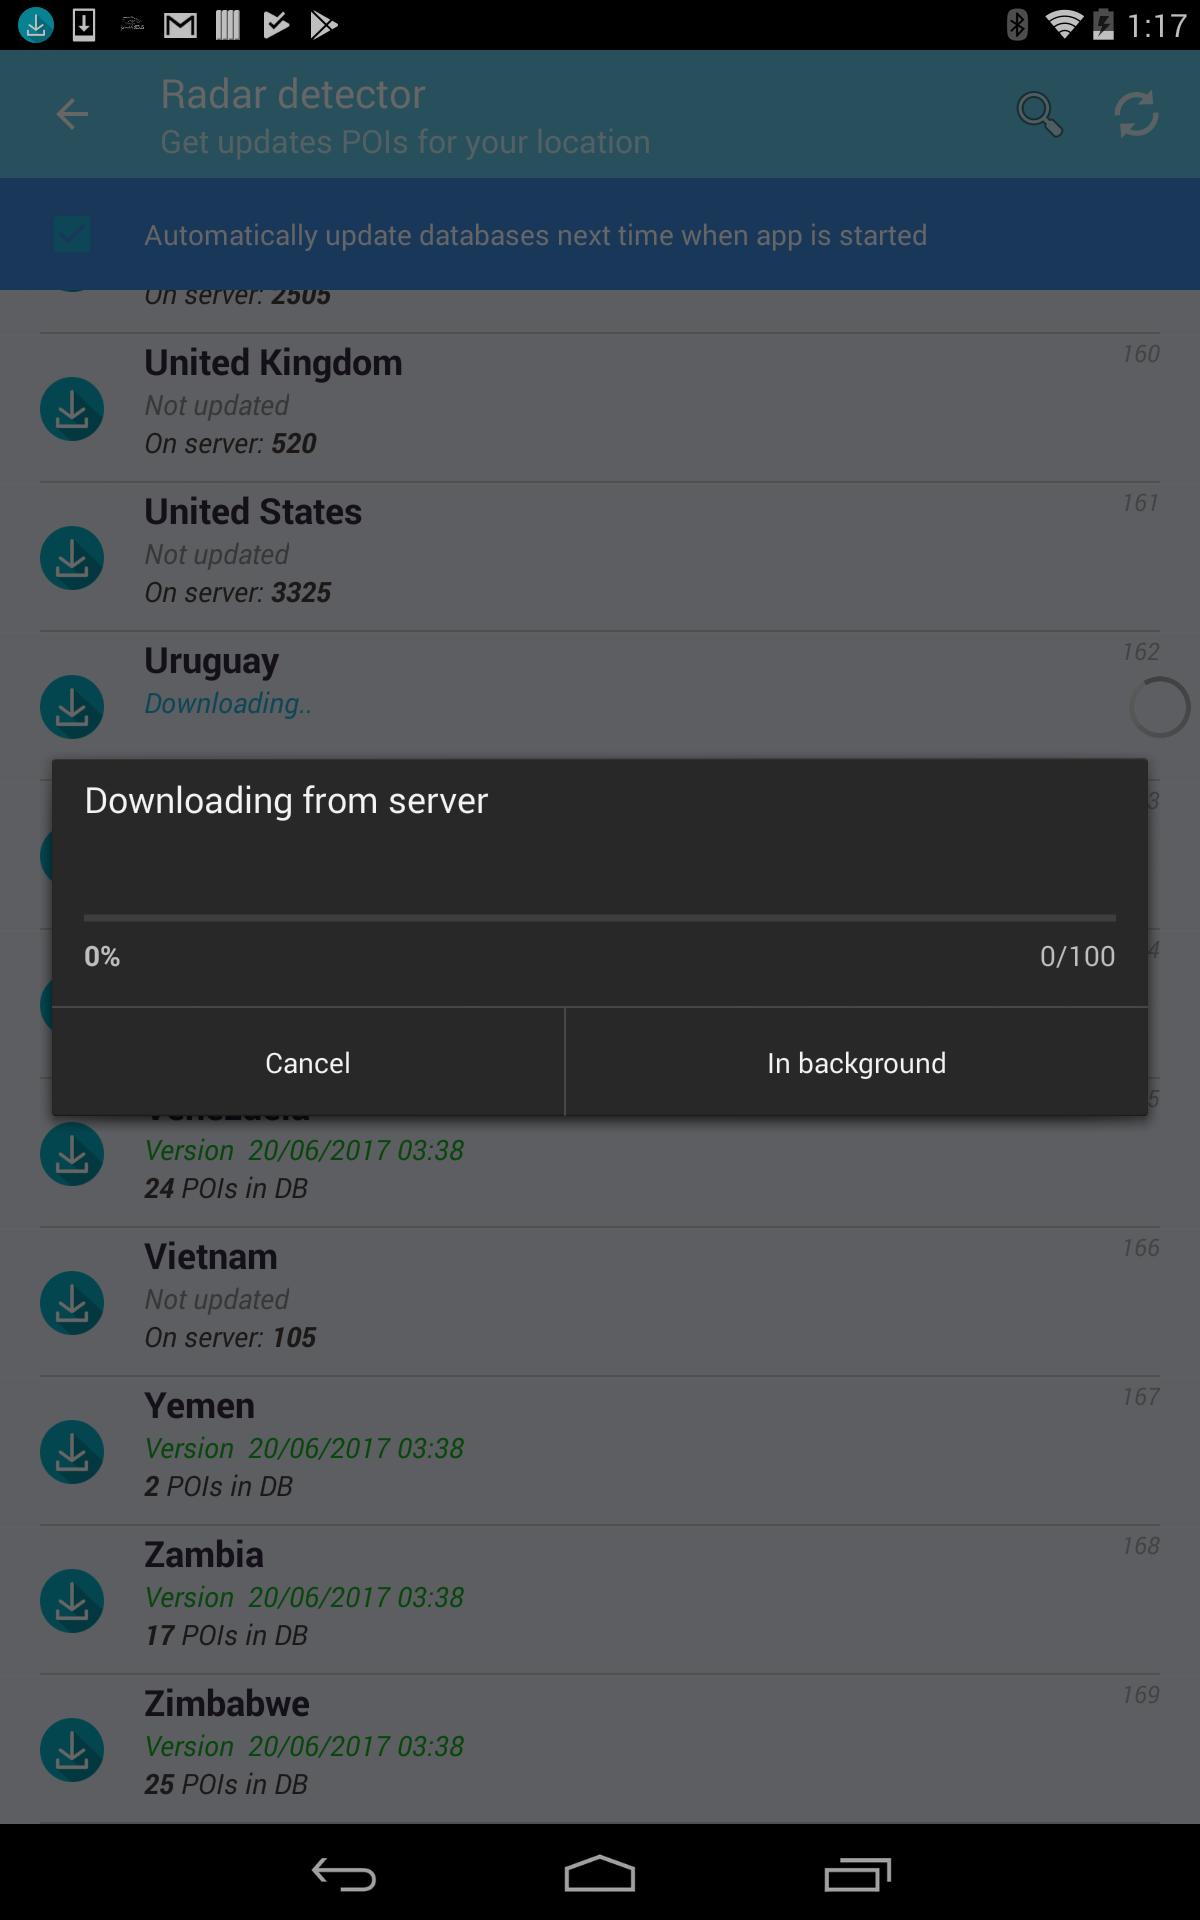 1:17
Radar detector
Get updates POIs for your location
Automatically update databases next time when app is started
On server: 2505
160
United Kingdom
Not updated
On server: 520
161
United States
Not updated
On server: 3325
162
Uruguay
Downloading..
3
Downloading from server
0%
0/100
4
Cancel
In background
5
Venezuela
Version 20/06/2017 03:38
24 POIs in DB
166
Vietnam
Not updated
On server: 105
167
Yemen
Version 20/06/2017 03:38
2 POIs in DB
168
Zambia
Version 20/06/2017 03:38
17 POIs in DB
169
Zimbabwe
Version 20/06/2017 03:38
25 POIs in DB